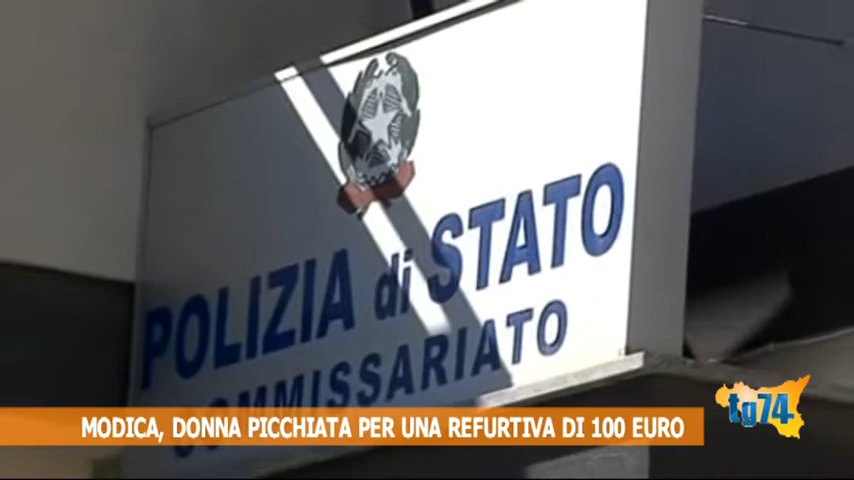 POLIZIA di STATO
COMMISSARIATO
MODICA, DONNA PICCHIATA PER UNA REFURTIVA DI 100 EURO
tg74